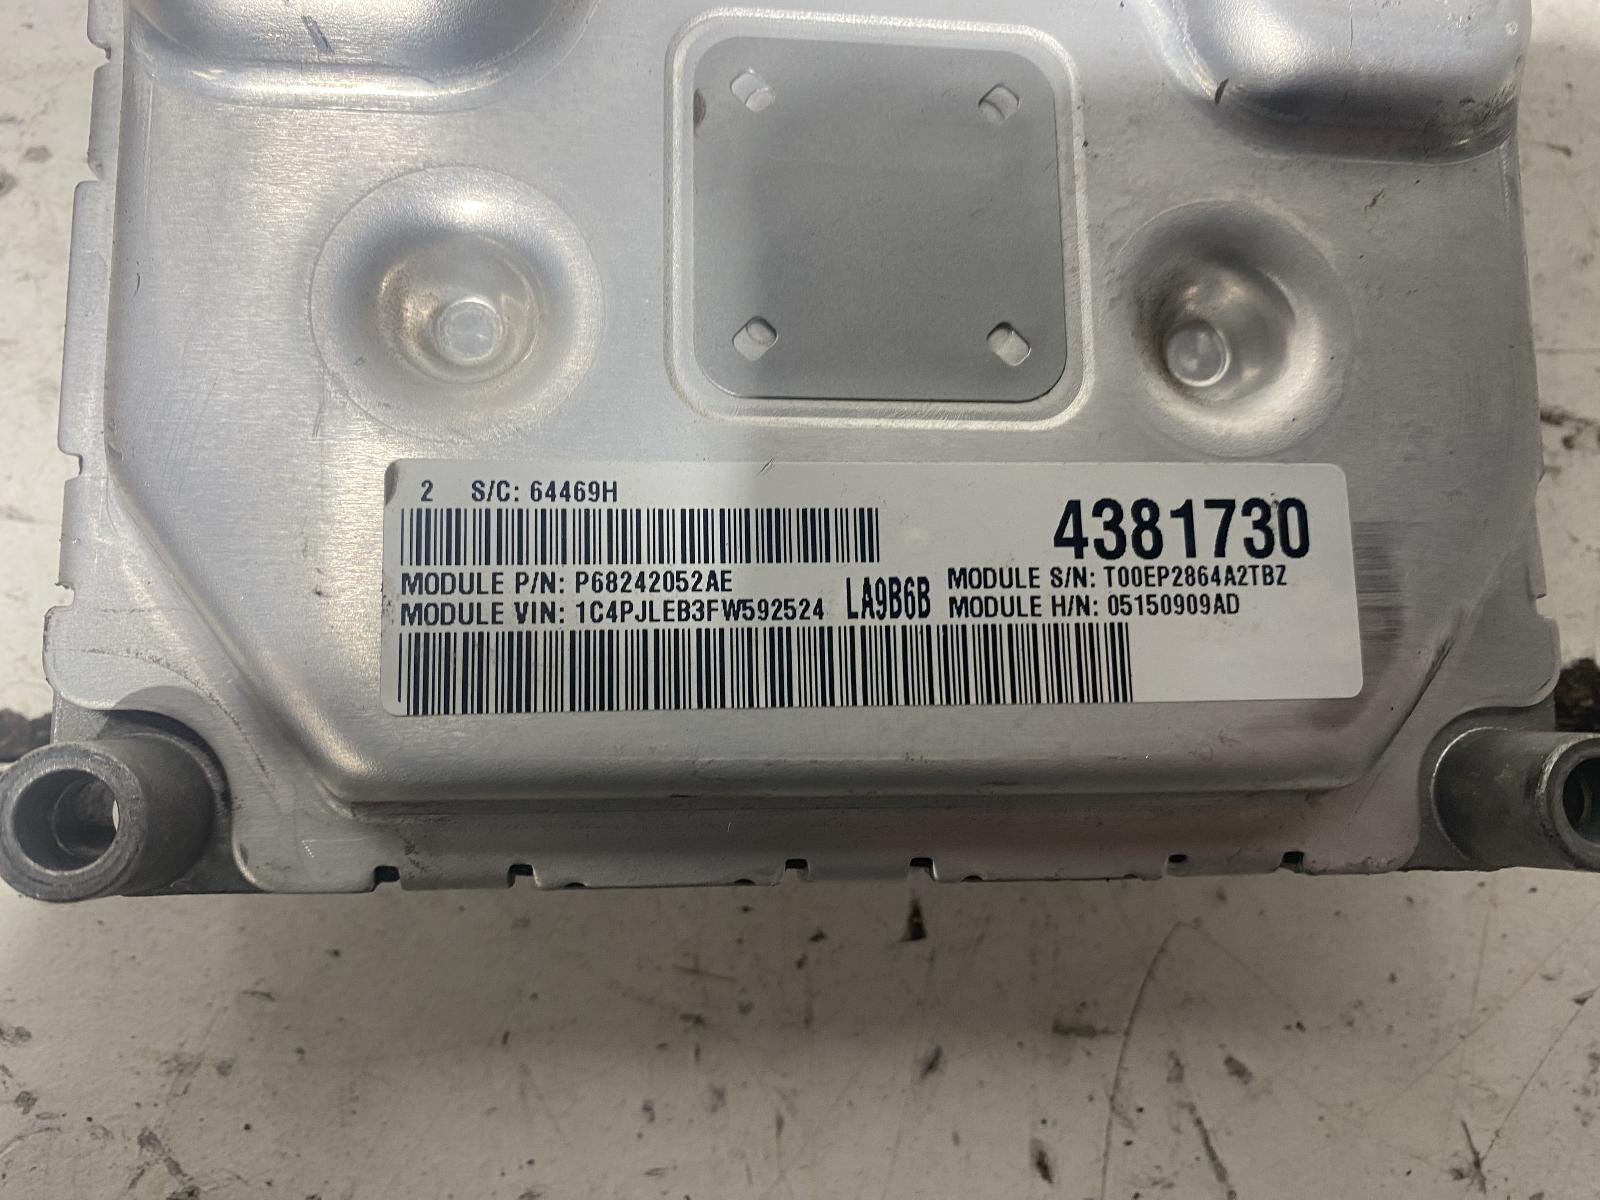 2 S/C: 64469H
4381730
MODULE P/N: P68242052AE
MODULE VIN: 1C4PJLEB3FW592524
LA9B6B
MODULE S/N: T00EP2864A2TBZ
MODULE H/N: 05150909AD